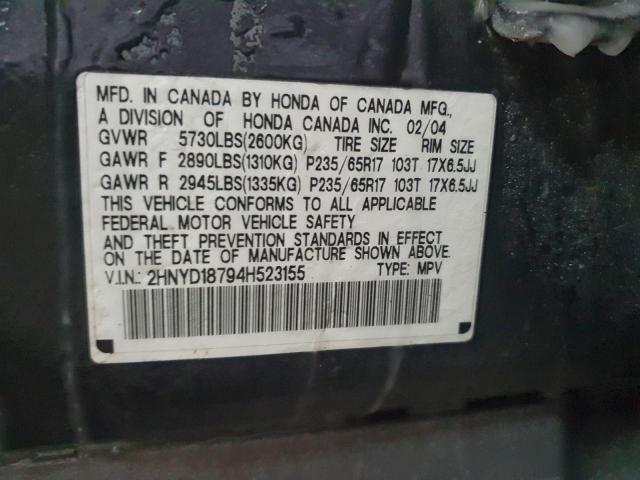 MFD. IN CANADA BY HONDA OF CANADA MFG.,
A DIVISION OF HONDA CANADA INC. 02/04
GVWR 5730LBS(2600KG) TIRE SIZE RIM SIZE
GAWR F 2890LBS(1310KG) P235/65R17 103T 17X6.5JJ
GAWR R 2945LBS(1335KG) P235/65R17 103T 17X6.5JJ
THIS VEHICLE CONFORMS TO ALL APPLICABLE
FEDERAL MOTOR VEHICLE SAFETY
AND THEFT PREVENTION STANDARDS IN EFFECT
ON THE DATE OF MANUFACTURE SHOWN ABOVE.
V.I.N.: 2HNYD18794H523155 TYPE: MPV